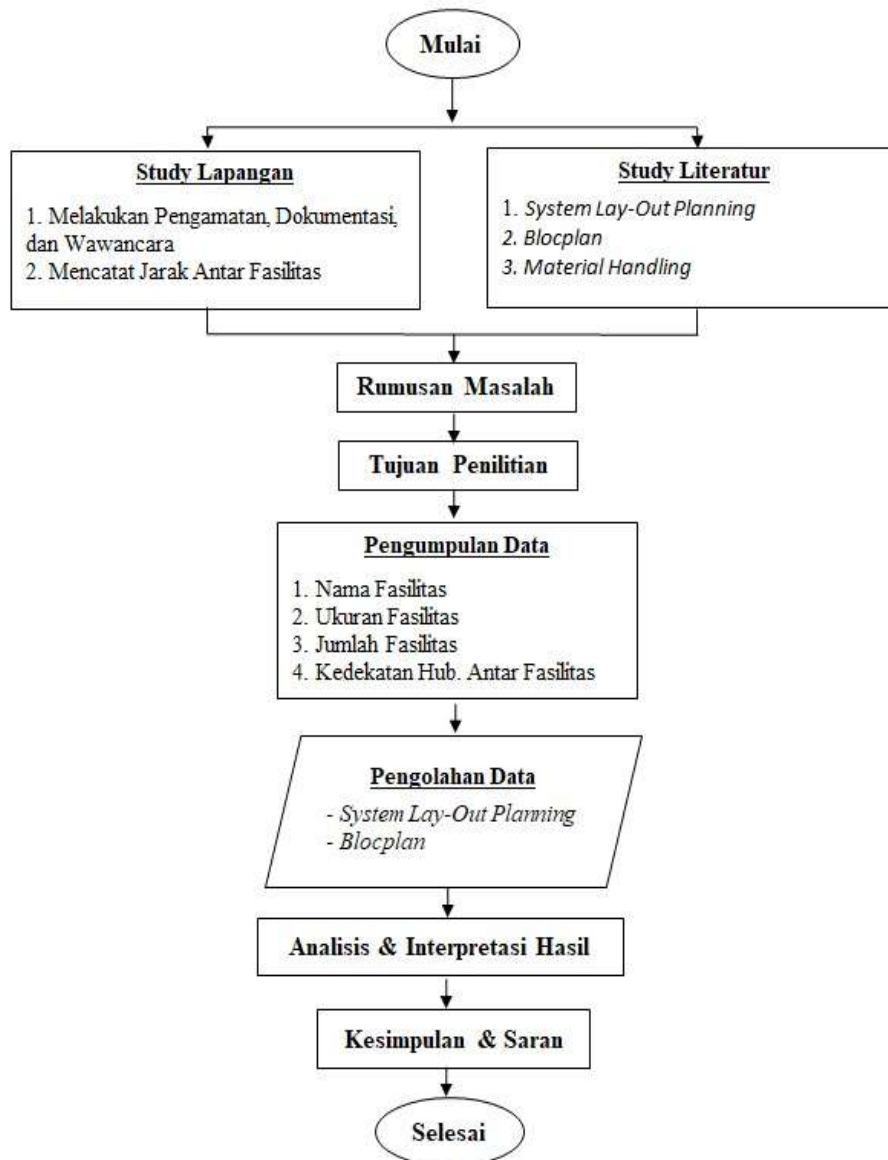 Mulai
Study Lapangan
1. Melakukan Pengamatan, Dokumentasi,
dan Wawancara
2. Mencatat Jarak Antar Fasilitas
Study Literatur
1. System Lay-Out Planning
2. Blocplan
3. Material Handling
Rumusan Masalah
Tujuan Penilitian
Pengumpulan Data
1. Nama Fasilitas
2. Ukuran Fasilitas
3. Jumlah Fasilitas
4. Kedekatan Hub. Antar Fasilitas
Pengolahan Data
- System Lay-Out Planning
- Blocplan
Analisis & Interpretasi Hasil
Kesimpulan & Saran
Selesai